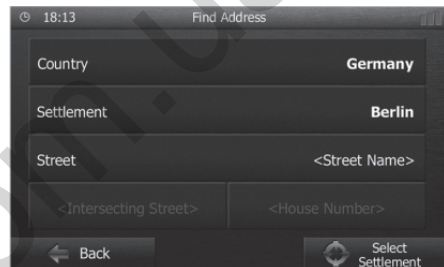 18:13 Find Address
Country Germany
Settlement Berlin
Street <Street Name>
<Intersecting Street> <House Number>
Back Select
Settlement